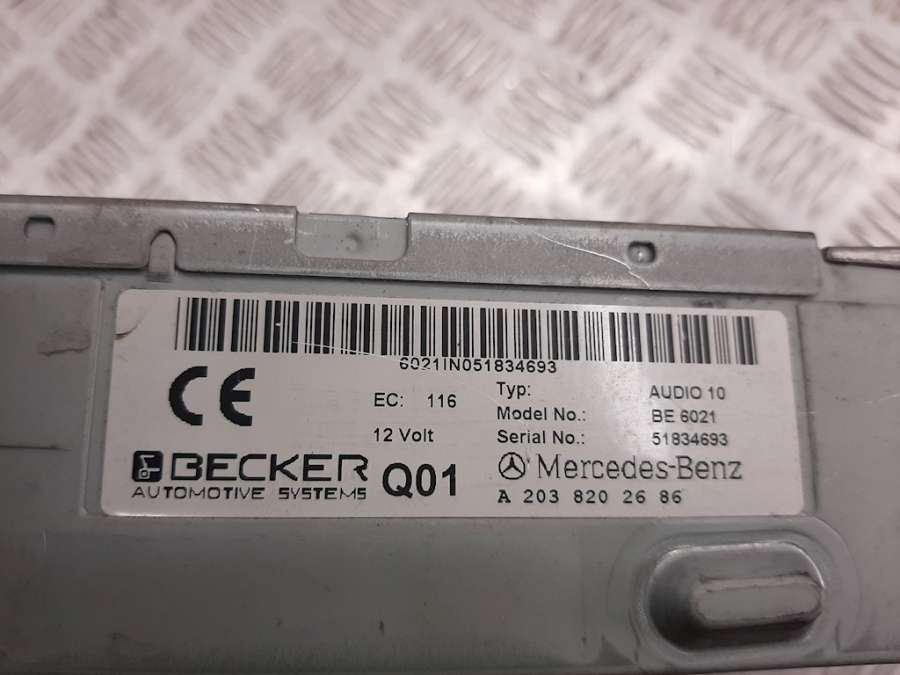 6021IN051834693
CE
EC: 116
12 Volt
Typ: AUDIO 10
Model No.: BE 6021
Serial No.: 51834693
BECKER
AUTOMOTIVE SYSTEMS
Q01
Mercedes-Benz
A 203 820 26 86